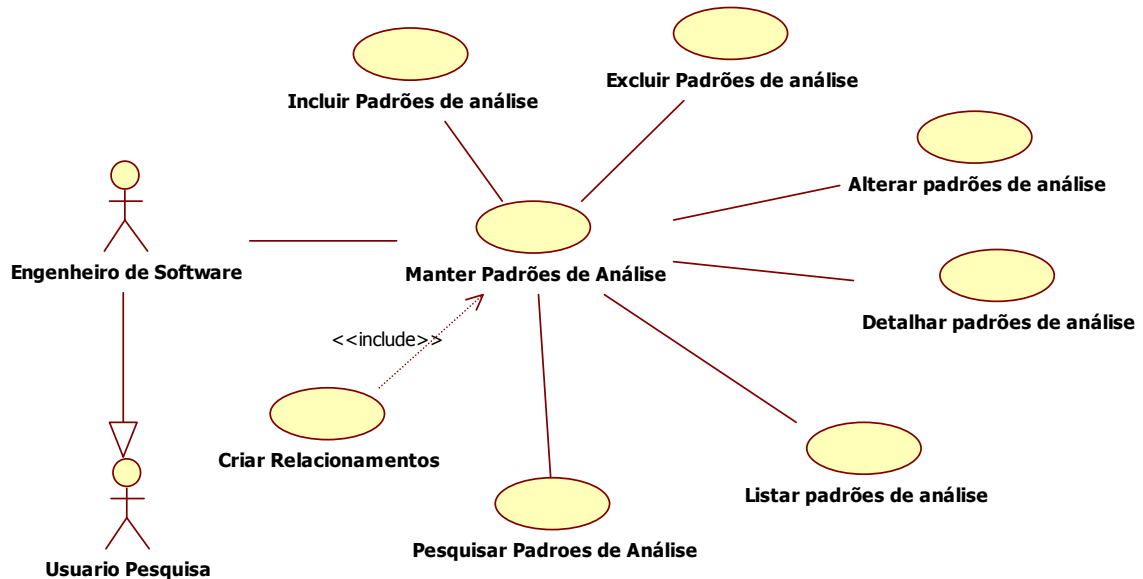 Excluir Padrões de análise
Incluir Padrões de análise
Alterar padrões de análise
Engenheiro de Software
Manter Padrões de Análise
Detalhar padrões de análise
<<include>>
Criar Relacionamentos
Listar padrões de análise
Pesquisar Padroes de Análise
Usuario Pesquisa